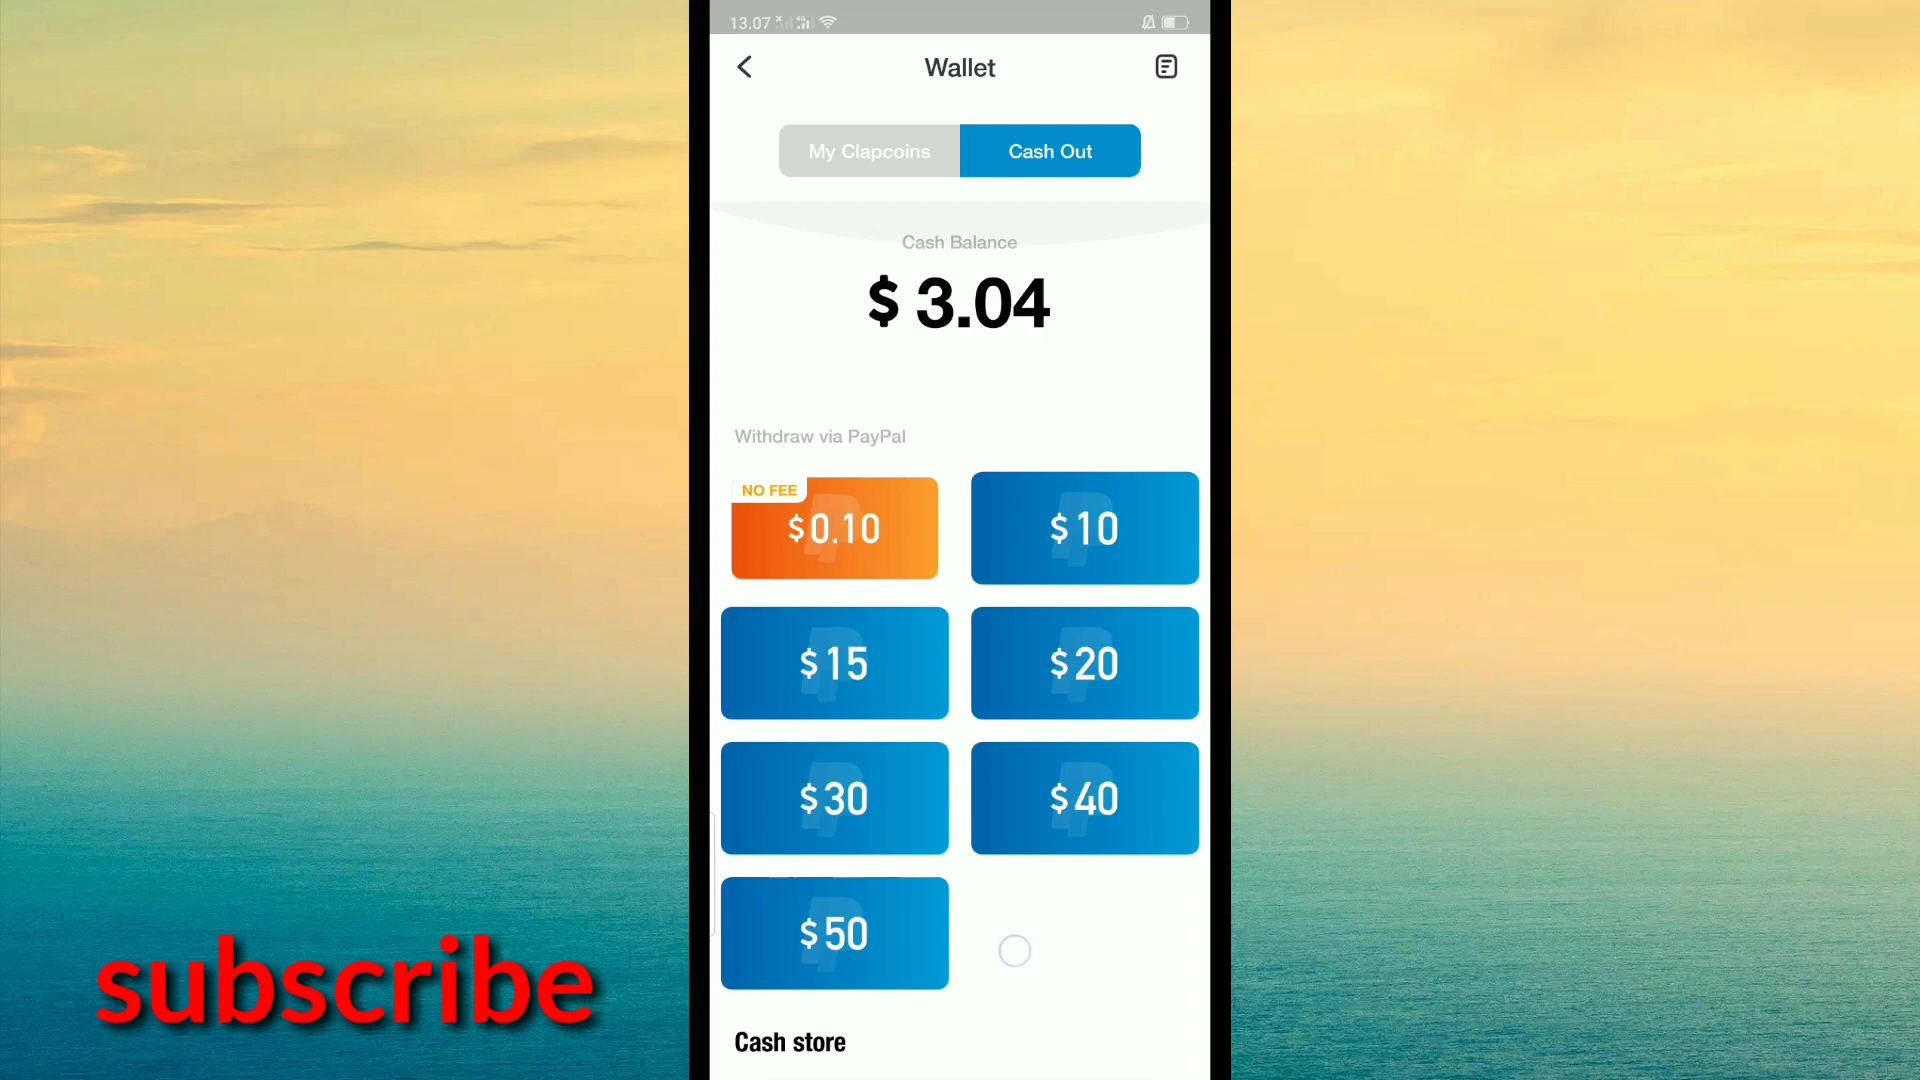 13.07
Wallet
My Clapcoins
Cash Out
Cash Balance
$ 3.04
Withdraw via PayPal
NO FEE
$0.10
$10
$15
$20
$30
$40
$50
Cash store
subscribe